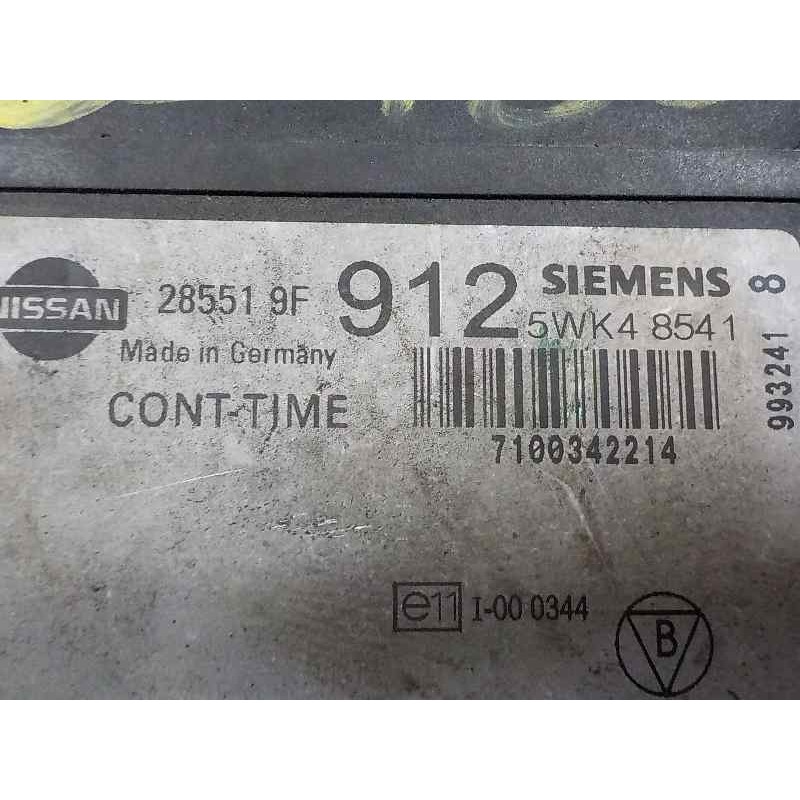 NISSAN
28551 9F 912
Made in Germany
CONT-TIME
SIEMENS
5WK4 8541
7100342214
993241 8
e11 I-00 0344
B